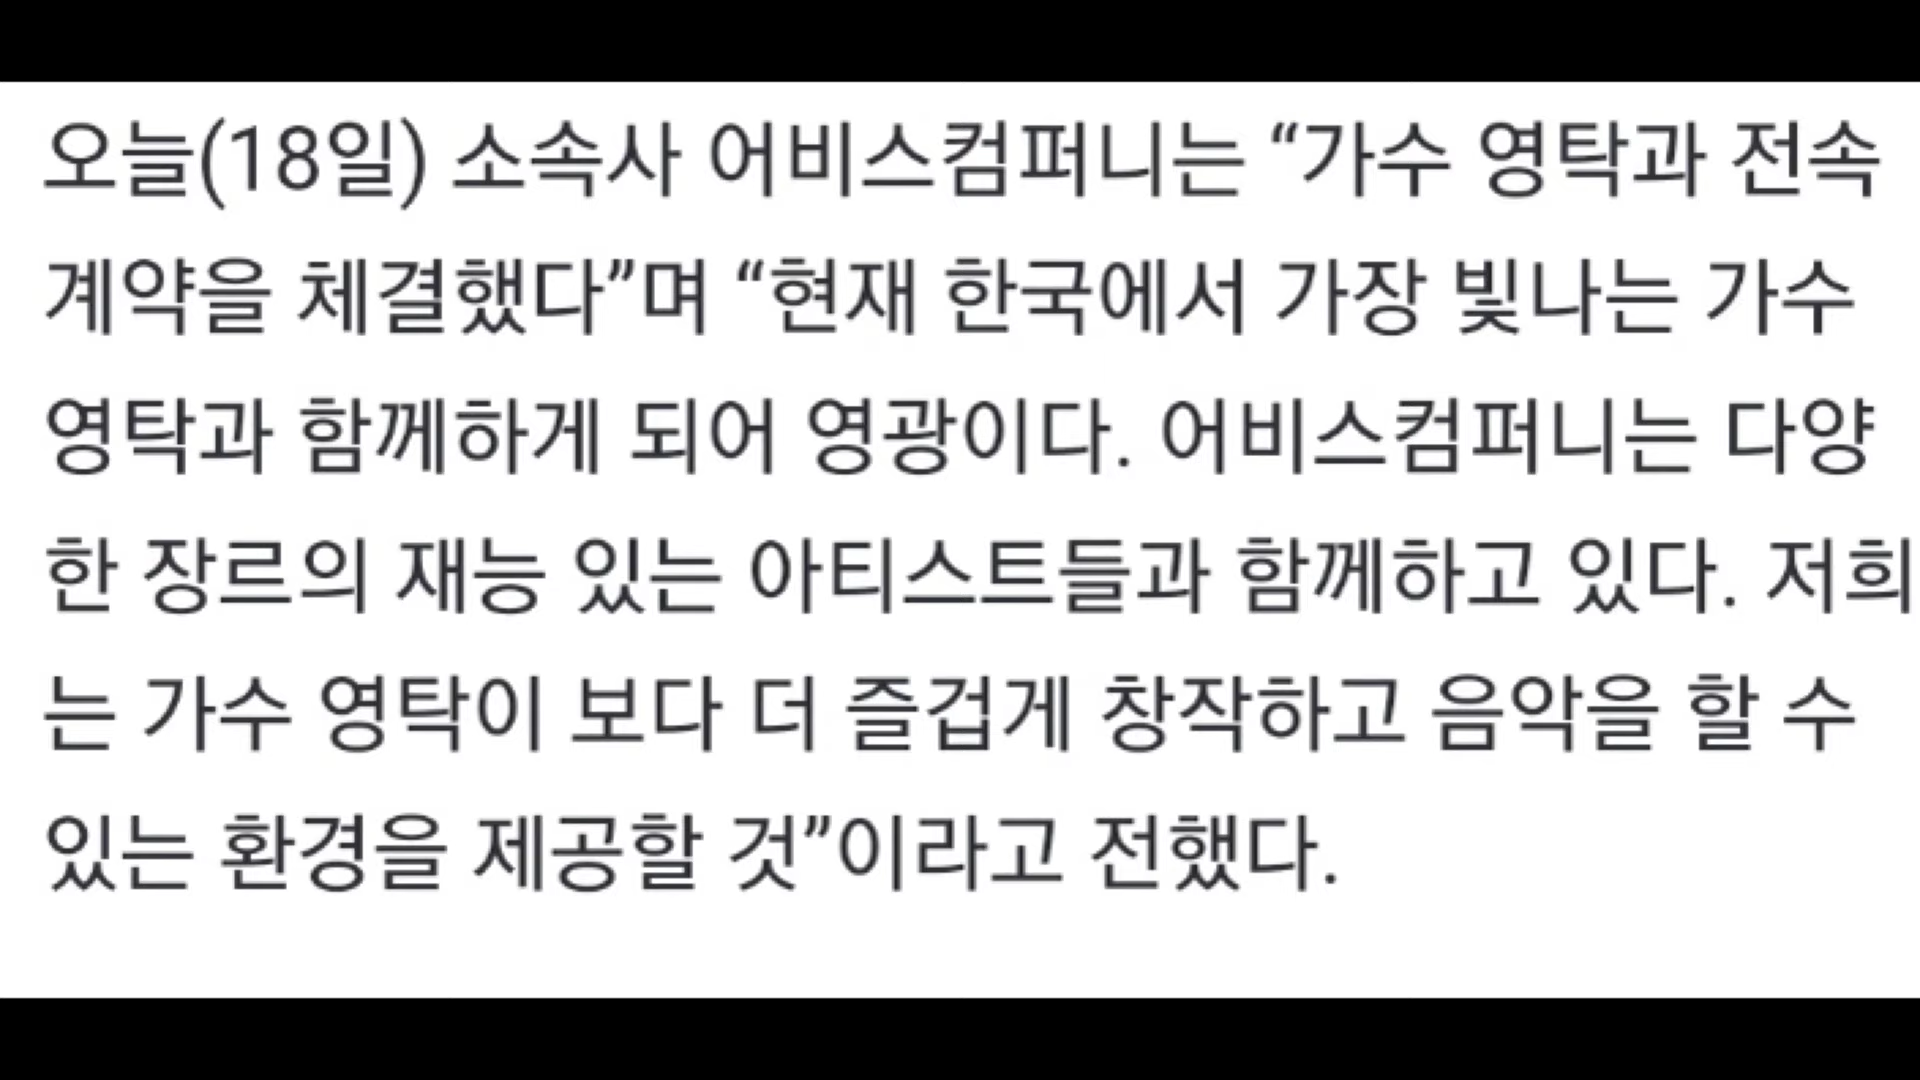 오늘(18일) 소속사 어비스컴퍼니는 “가수 영탁과 전속
계약을 체결했다”며 “현재 한국에서 가장 빛나는 가수
영탁과 함께하게 되어 영광이다. 어비스컴퍼니는 다양
한 장르의 재능 있는 아티스트들과 함께하고 있다. 저희
는 가수 영탁이 보다 더 즐겁게 창작하고 음악을 할 수
있는 환경을 제공할 것”이라고 전했다.